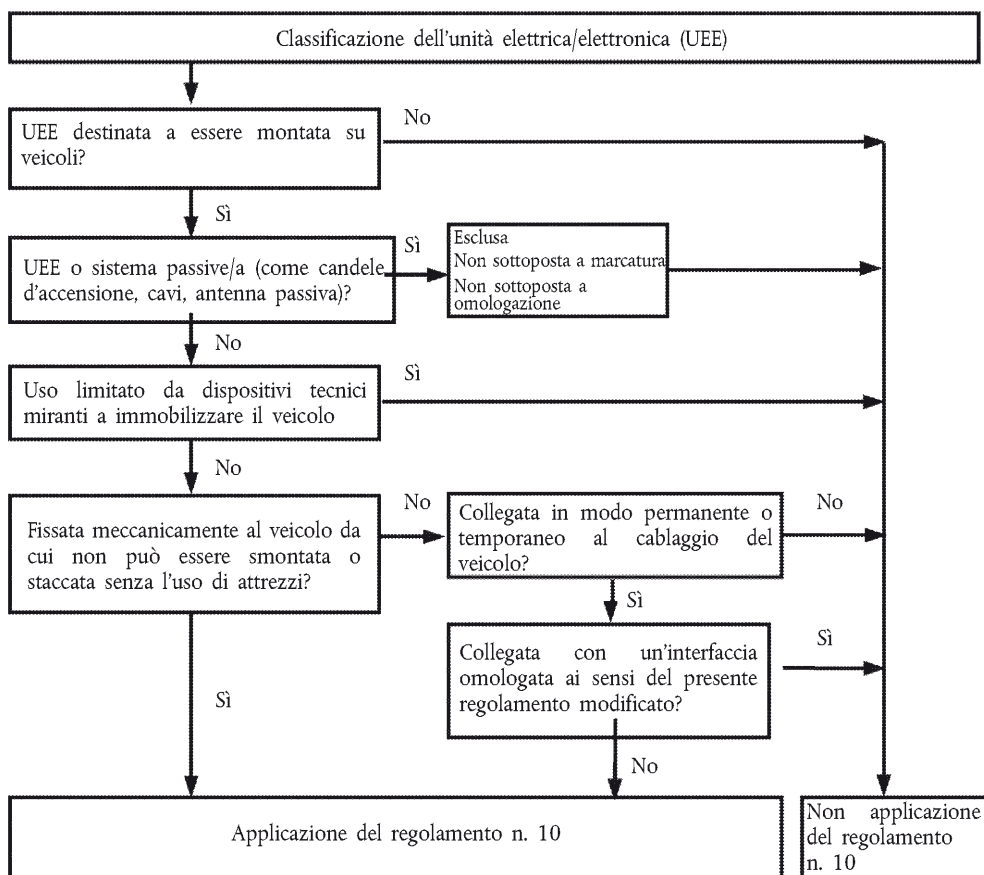 Classificazione dell'unità elettrica/elettronica (UEE)
UEE destinata a essere montata su
veicoli?
No
Sì
UEE o sistema passive/a (come candele
d'accensione, cavi, antenna passiva)?
Sì
Esclusa
Non sottoposta a marcatura
Non sottoposta a
omologazione
No
Uso limitato da dispositivi tecnici
miranti a immobilizzare il veicolo
Sì
No
Fissata meccanicamente al veicolo da
cui non può essere smontata o
staccata senza l'uso di attrezzi?
No
Collegata in modo permanente o
temporaneo al cablaggio del
veicolo?
No
Sì
Collegata con un'interfaccia
omologata ai sensi del presente
regolamento modificato?
Sì
Sì
No
Applicazione del regolamento n. 10
Non applicazione
del regolamento
n. 10